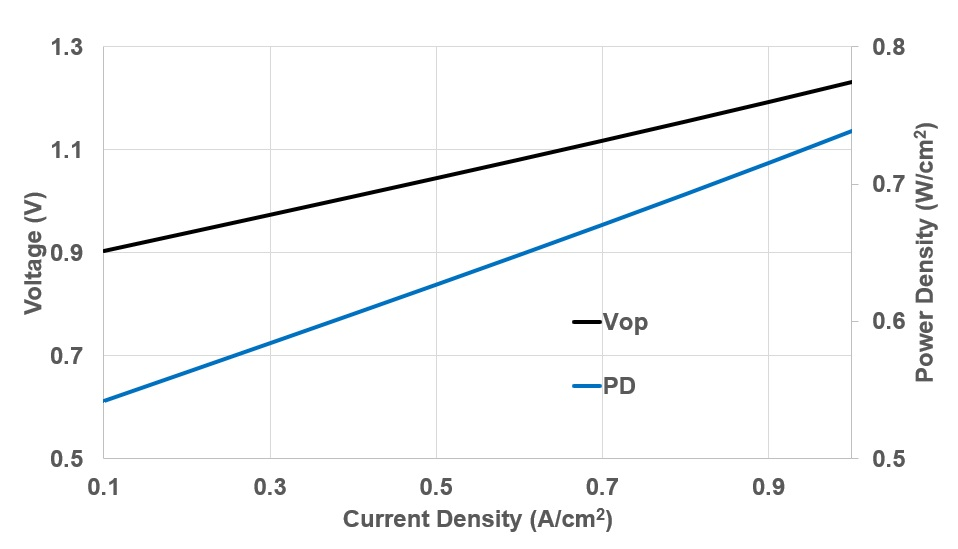 1.3
1.1
0.9
0.7
0.5
Voltage (V)
0.8
0.7
0.6
0.5
Power Density (W/cm²)
Vop
PD
0.1 0.3 0.5 0.7 0.9
Current Density (A/cm²)